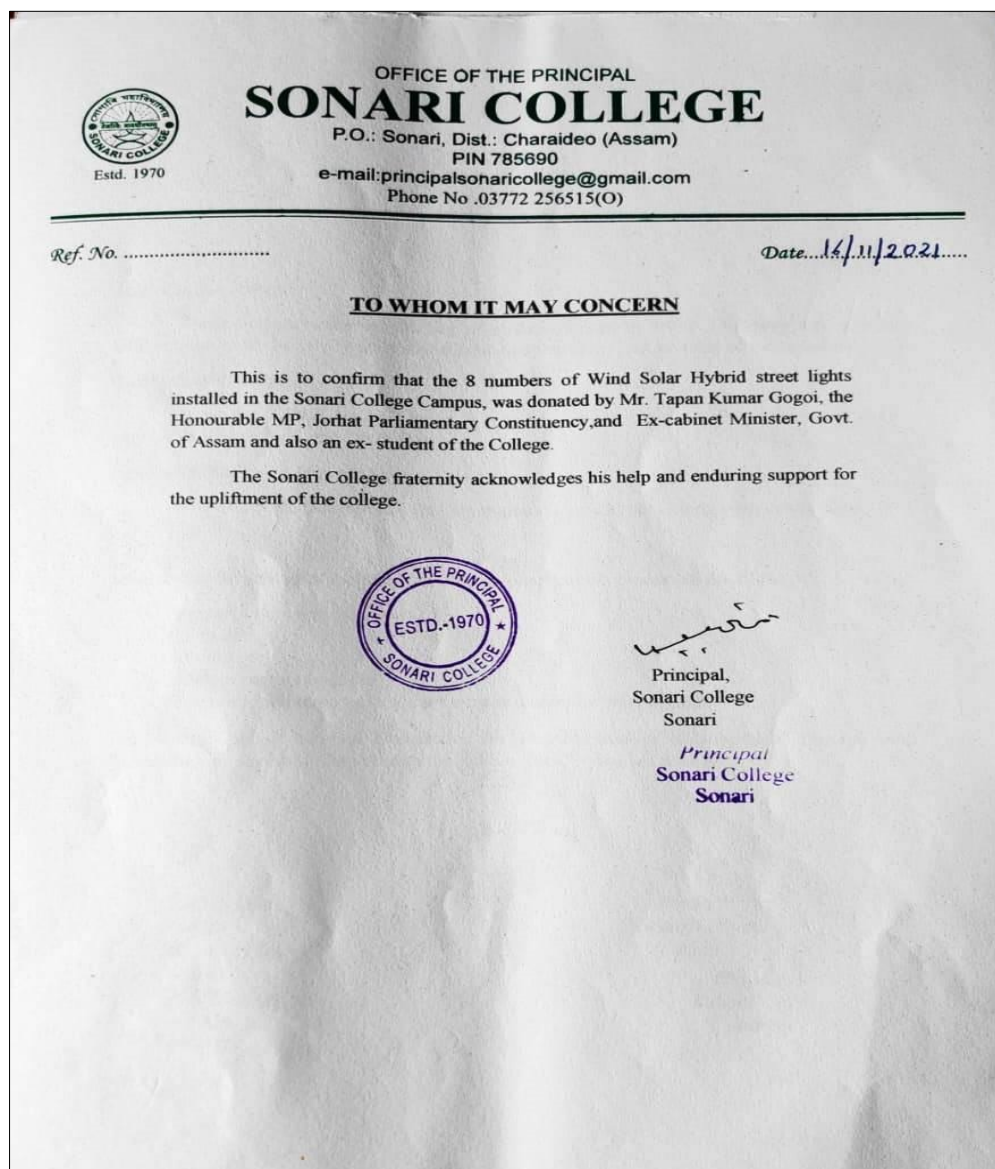 OFFICE OF THE PRINCIPAL
SONARI COLLEGE
P.O.: Sonari, Dist.: Charaideo (Assam)
PIN 785690
e-mail:principalsonaricollege@gmail.com
Phone No .03772 256515(O)
সোণাৰি মহাবিদ্যালয়
SONARI COLLEGE
Estd. 1970
Ref. No. ............................
Date...16/11/2021.....
TO WHOM IT MAY CONCERN
This is to confirm that the 8 numbers of Wind Solar Hybrid street lights
installed in the Sonari College Campus, was donated by Mr. Tapan Kumar Gogoi, the
Honourable MP, Jorhat Parliamentary Constituency,and Ex-cabinet Minister, Govt.
of Assam and also an ex- student of the College.
The Sonari College fraternity acknowledges his help and enduring support for
the upliftment of the college.
OFFICE OF THE PRINCIPAL
ESTD.-1970
SONARI COLLEGE
Principal,
Sonari College
Sonari
Principal
Sonari College
Sonari